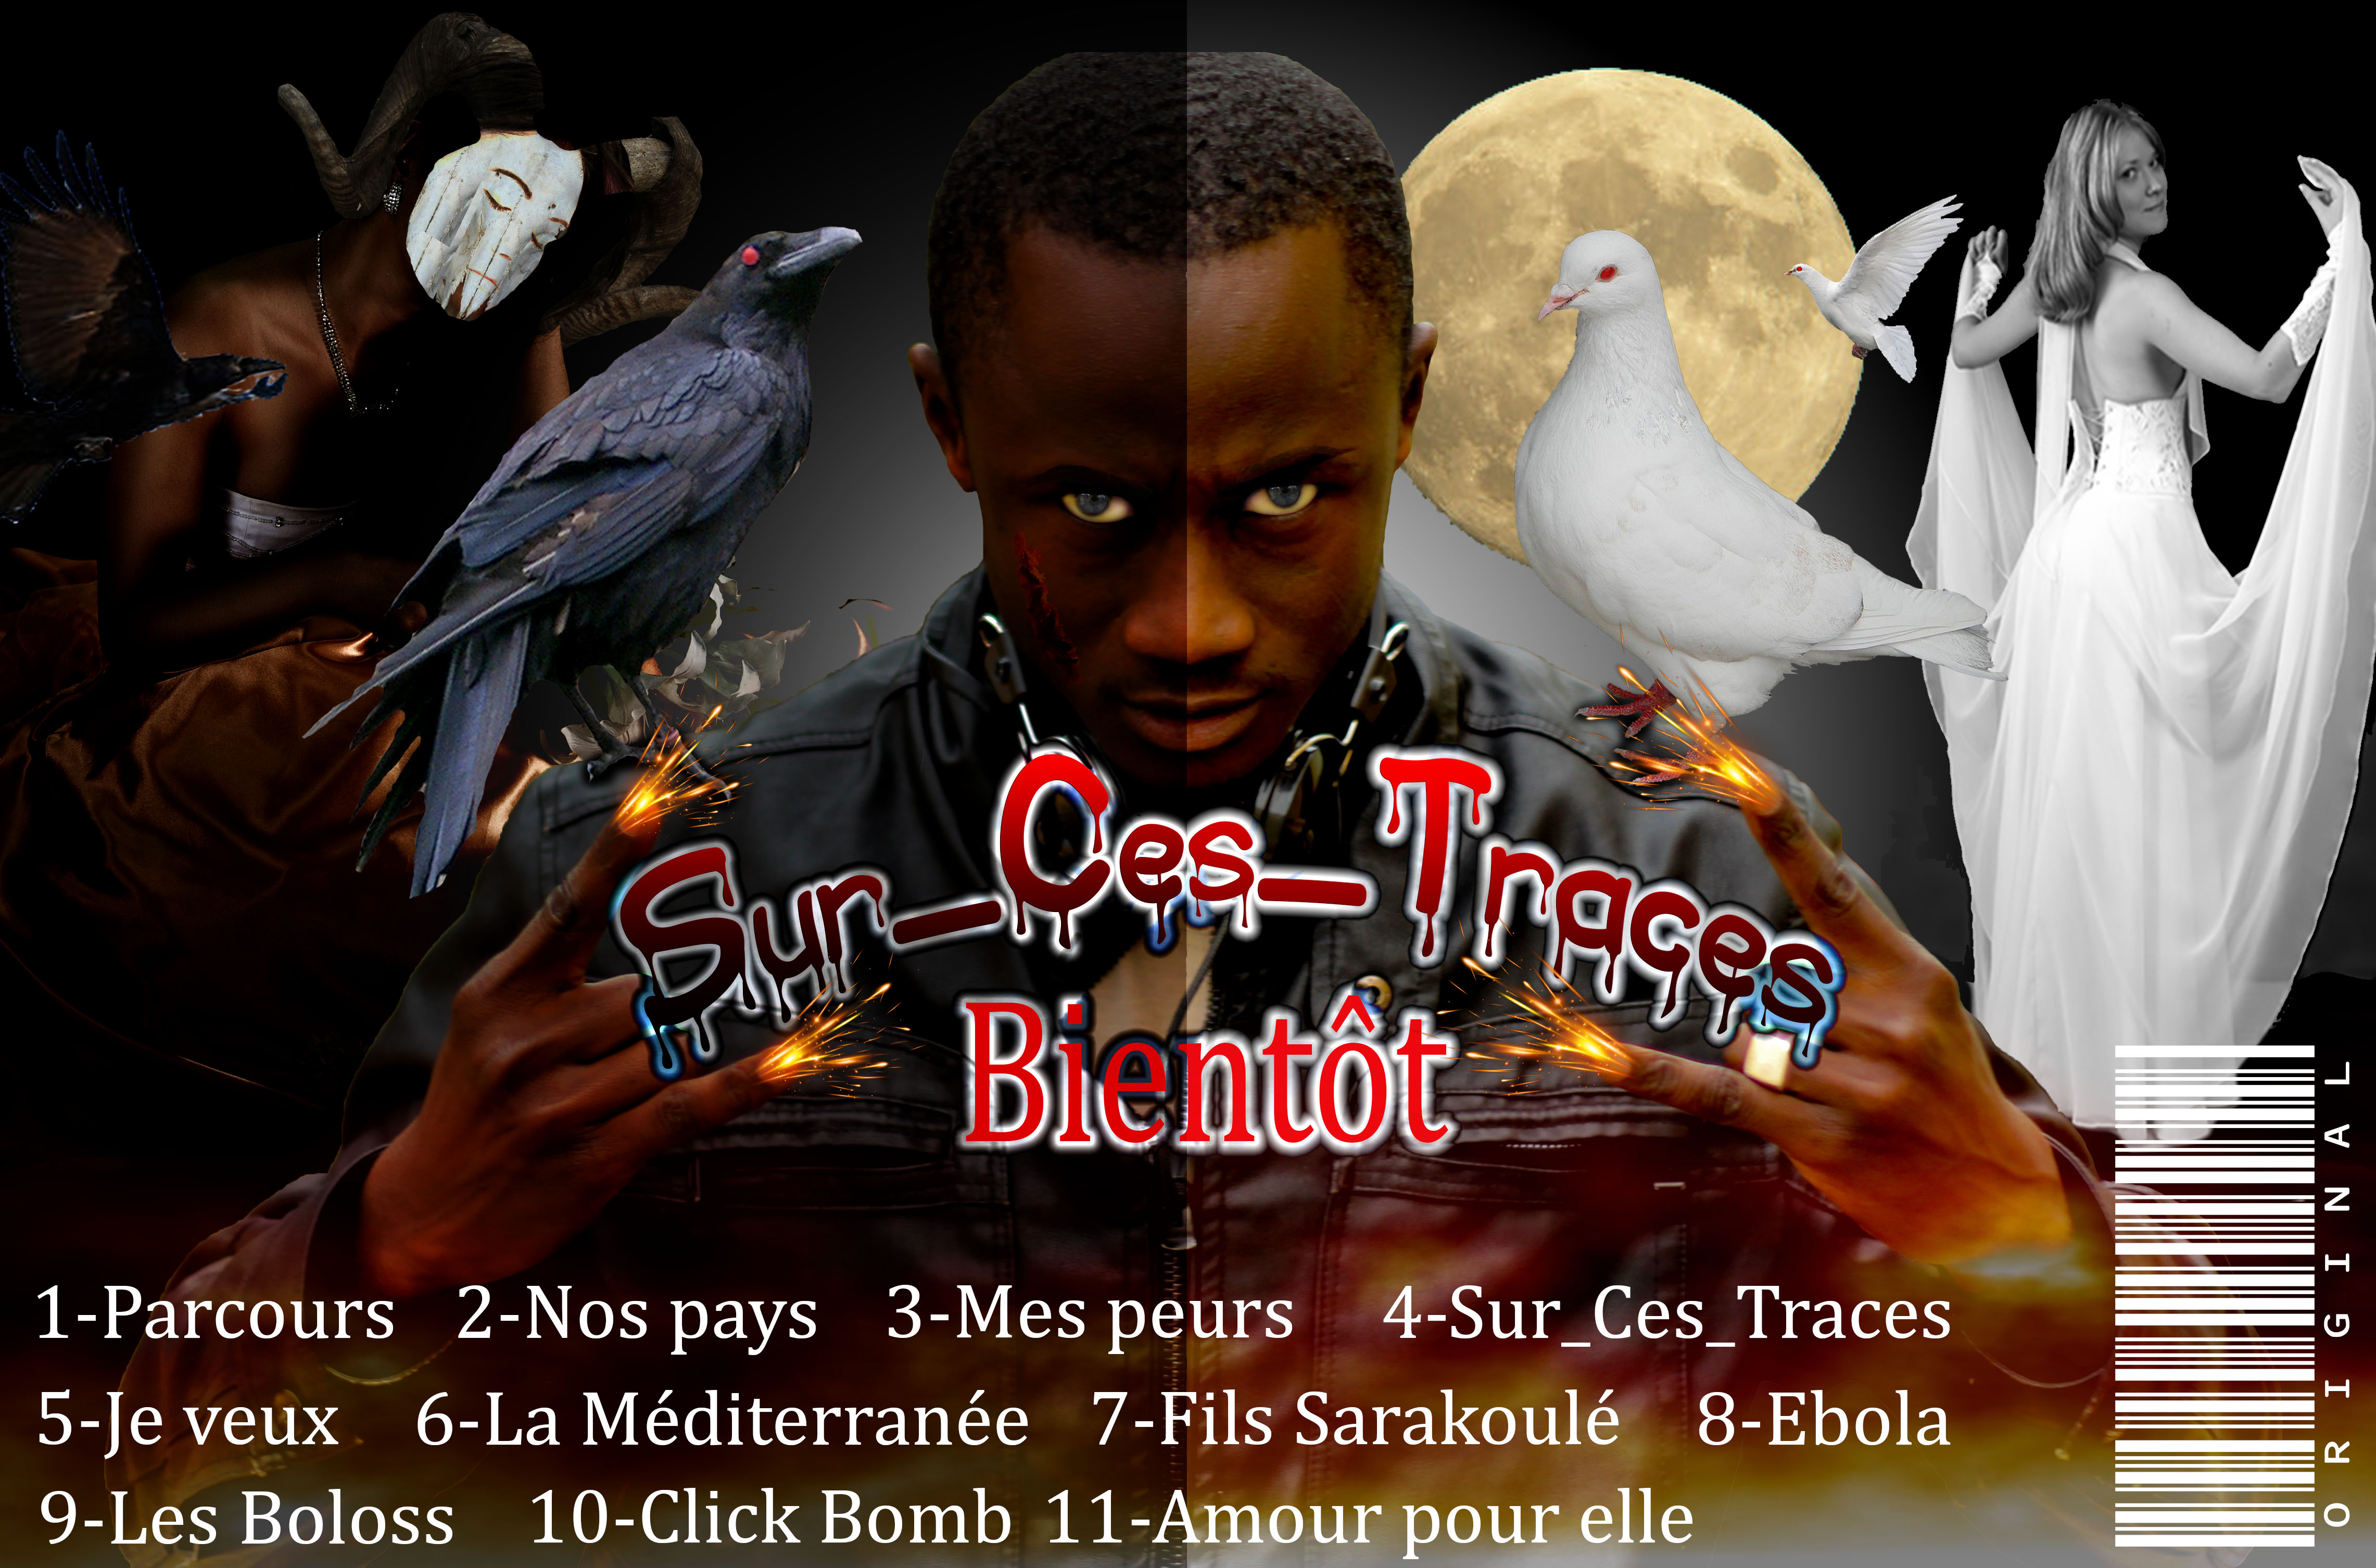 Sur_Ces_Traces
Bientôt
1-Parcours 2-Nos pays 3-Mes peurs 4-Sur_Ces_Traces
5-Je veux 6-La Méditerranée 7-Fils Sarakoulé 8-Ebola
9-Les Boloss 10-Click Bomb 11-Amour pour elle
ORIGINAL